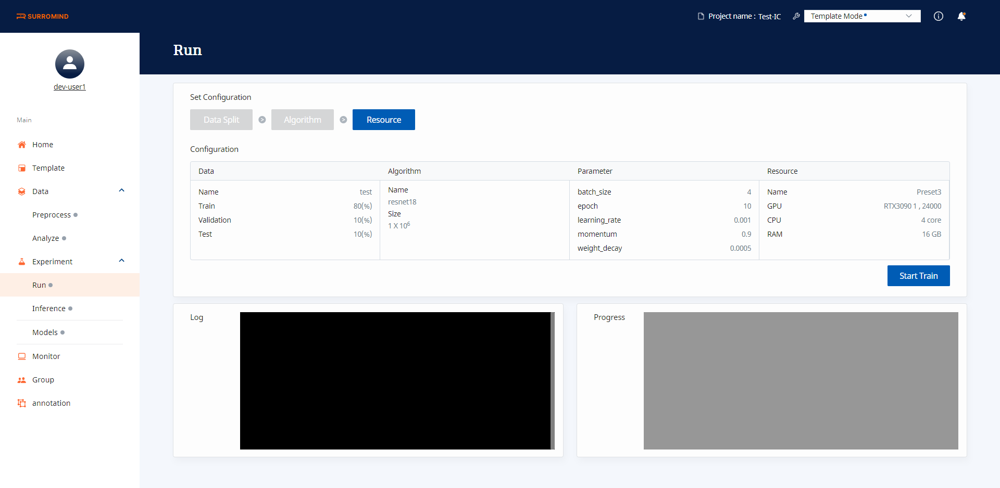 SURROMIND
Project name : Test-IC
Template Mode
Run
dev-user1
Main
Home
Template
Data
Preprocess
Analyze
Experiment
Run
Inference
Models
Monitor
Group
annotation
Set Configuration
Data Split > Algorithm > Resource
Configuration
Data Algorithm Parameter Resource
Name test
Train 80(%)
Validation 10(%)
Test 10(%)
Name
resnet18
Size
1 X 10⁶
batch_size 4
epoch 10
learning_rate 0.001
momentum 0.9
weight_decay 0.0005
Name Preset3
GPU RTX3090 1 , 24000
CPU 4 core
RAM 16 GB
Start Train
Log
Progress